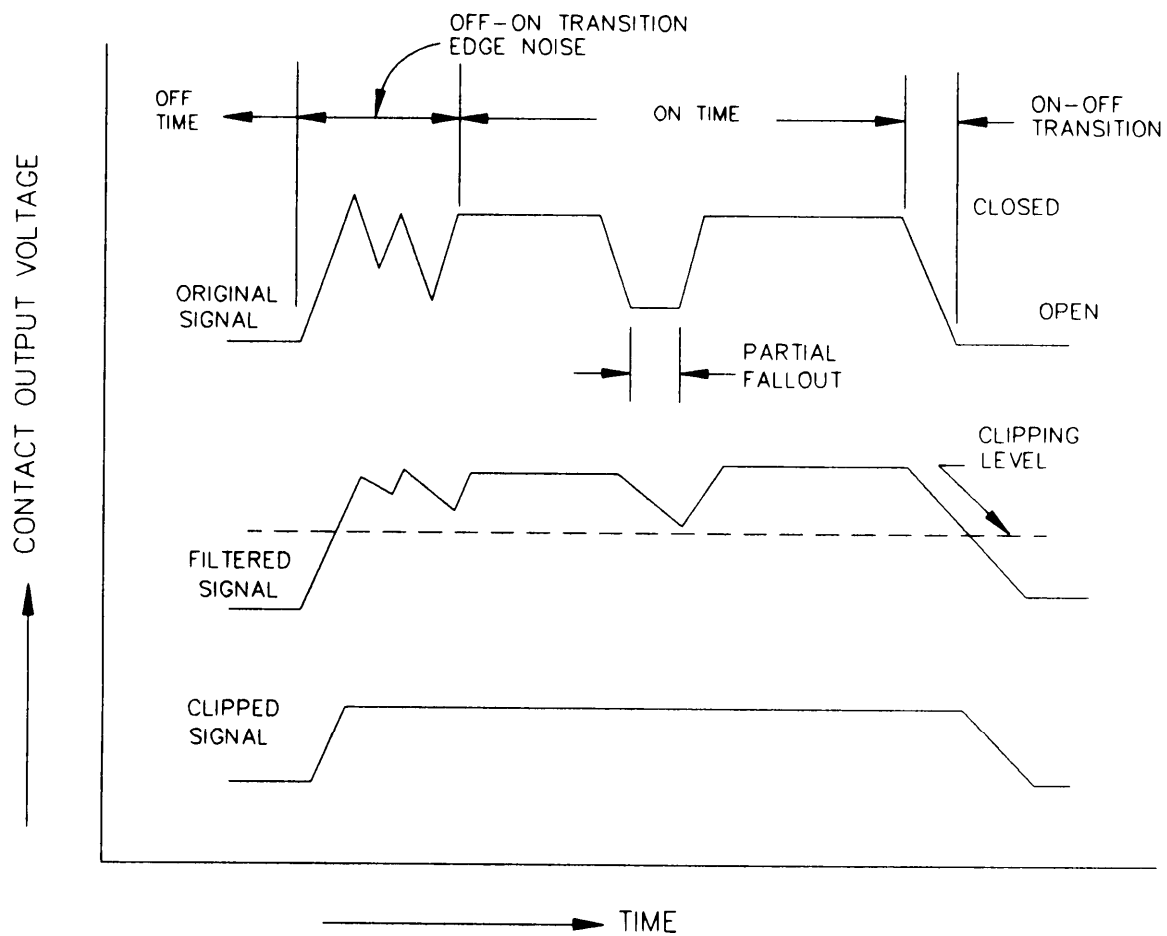 OFF-ON TRANSITION
EDGE NOISE
OFF
TIME
ON TIME
ON-OFF
TRANSITION
CLOSED
ORIGINAL
SIGNAL
OPEN
PARTIAL
FALLOUT
CLIPPING
LEVEL
FILTERED
SIGNAL
CLIPPED
SIGNAL
CONTACT OUTPUT VOLTAGE
TIME